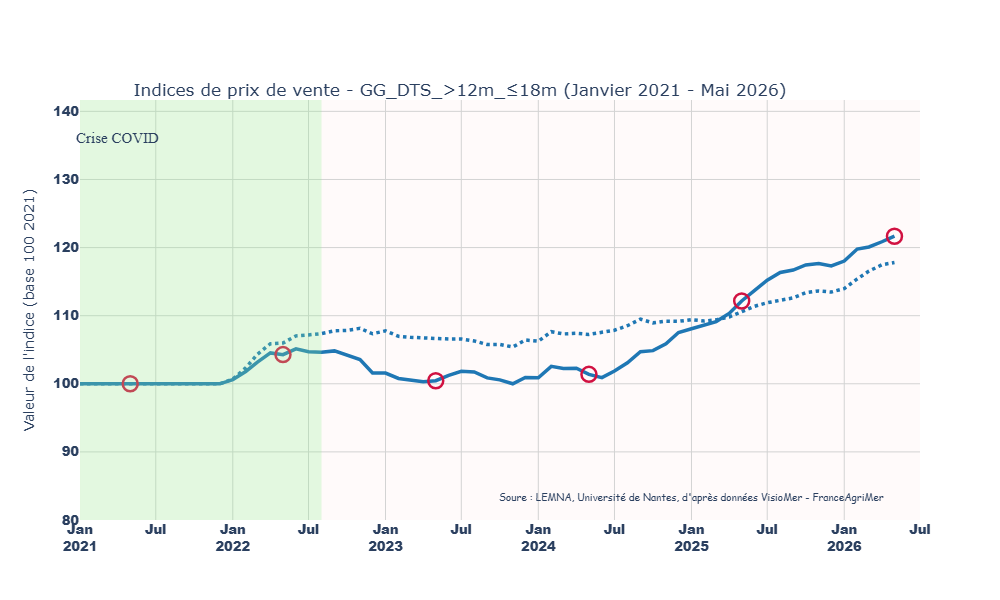 Indices de prix de vente - GG_DTS_>12m_≤18m (Janvier 2021 - Mai 2026)
140
Crise COVID
130
120
110
100
90
80
Valeur de l'indice (base 100 2021)
Soure : LEMNA, Université de Nantes, d'après données VisioMer - FranceAgriMer
Jan Jul Jan Jul Jan Jul Jan Jul Jan Jul Jan Jul
2021 2022 2023 2024 2025 2026